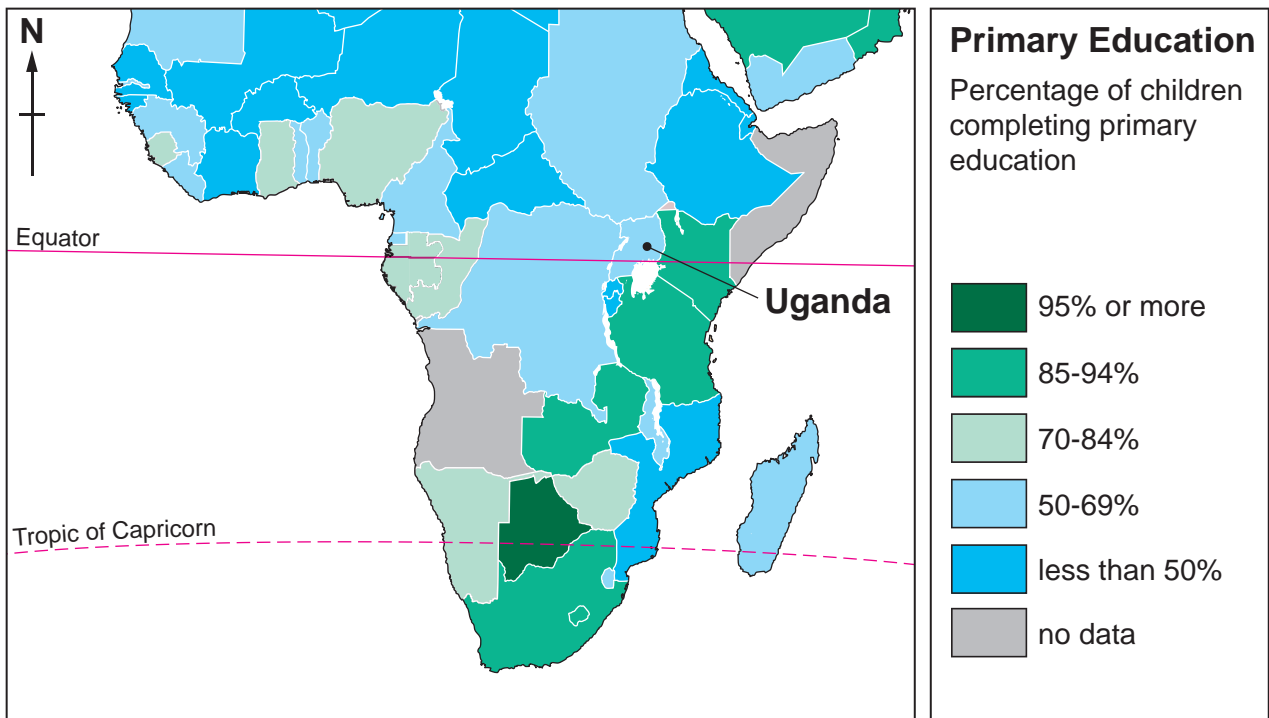 N
Equator
Uganda
Tropic of Capricorn
Primary Education
Percentage of children
completing primary
education
95% or more
85-94%
70-84%
50-69%
less than 50%
no data